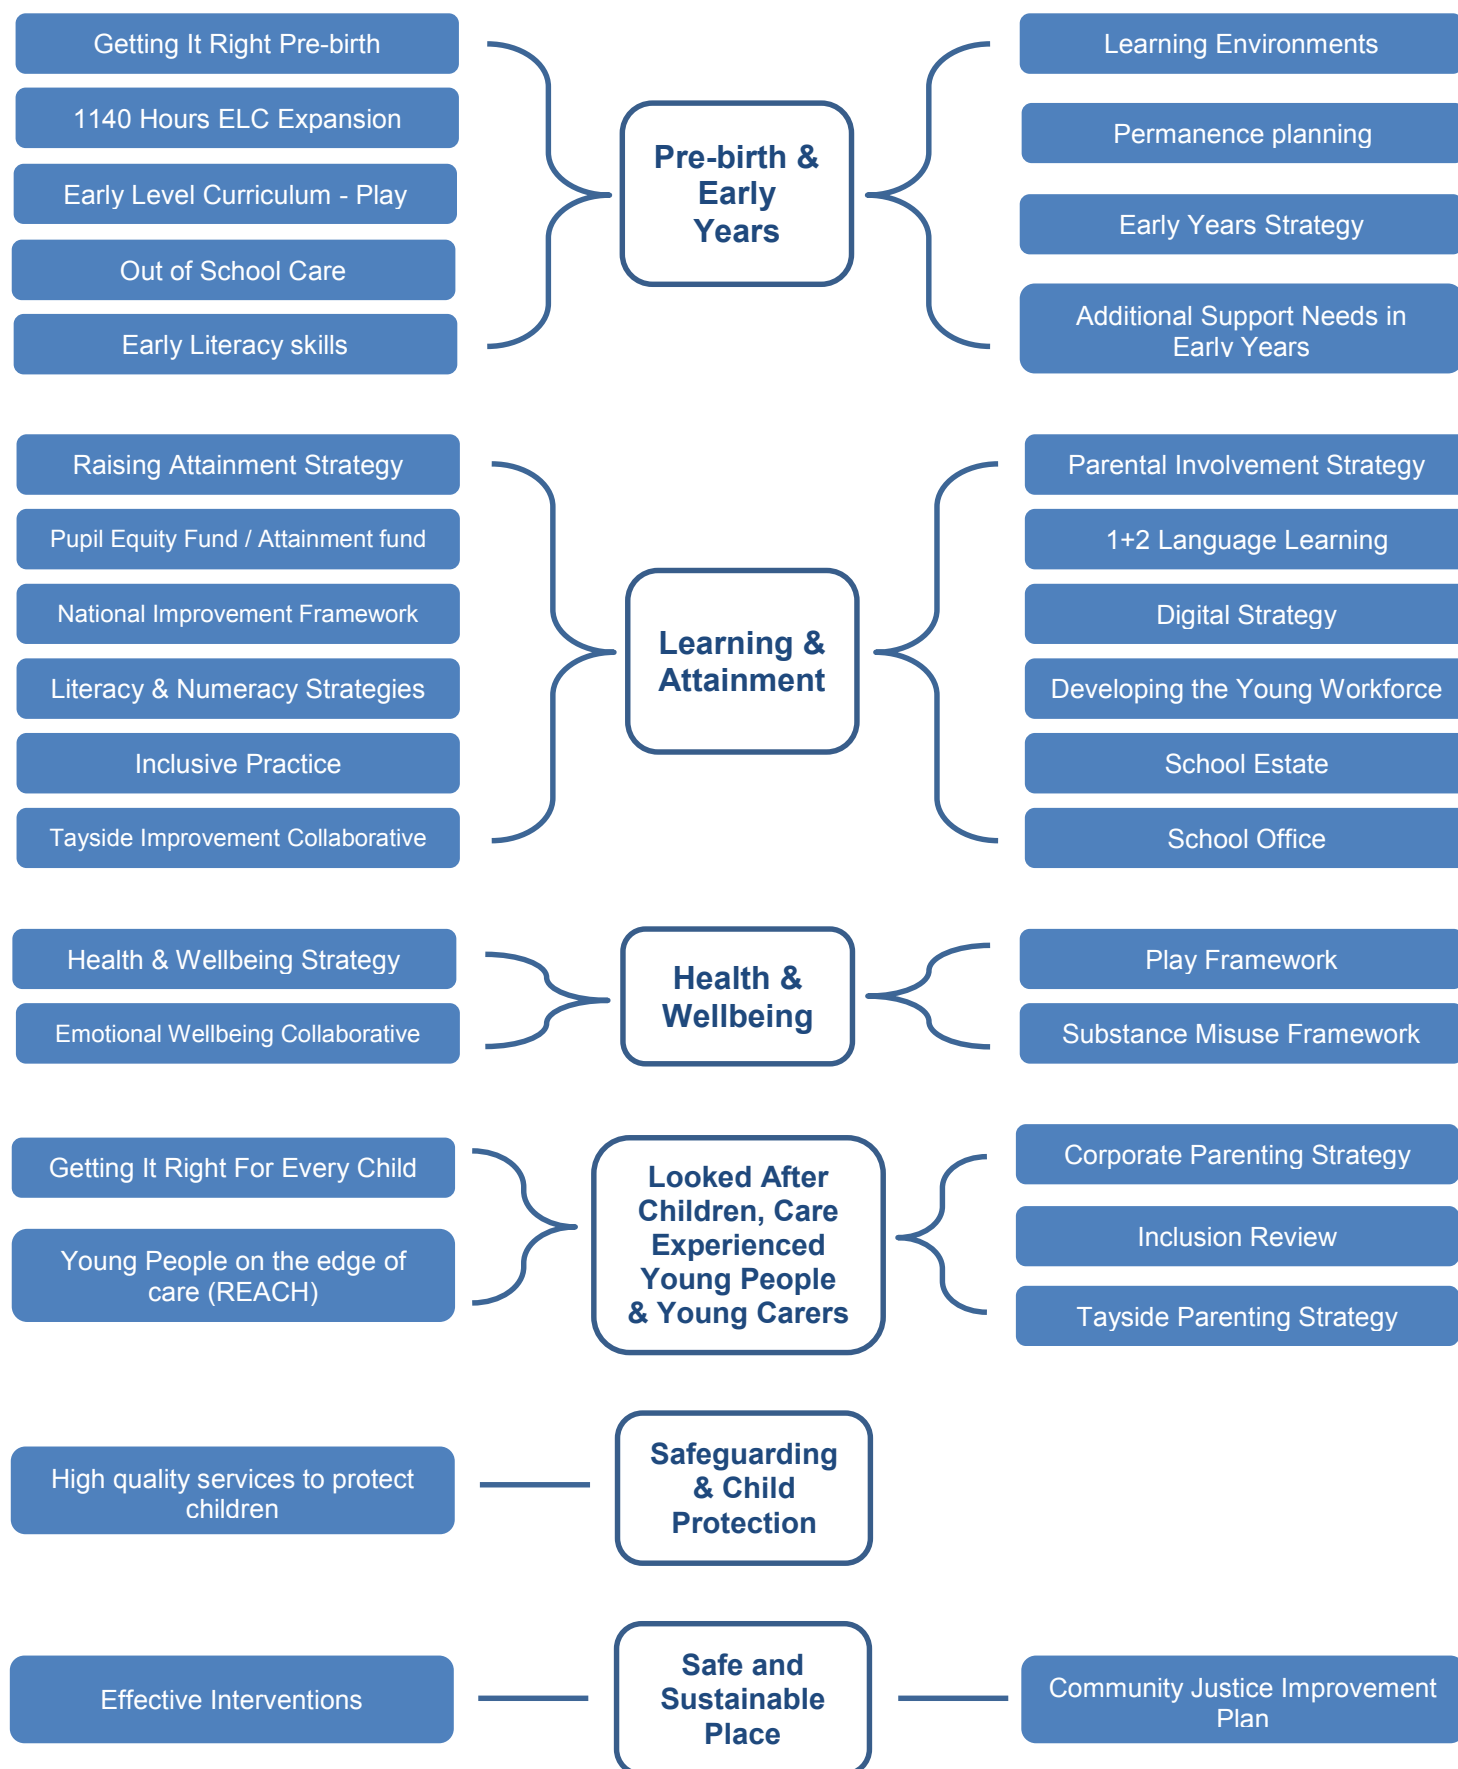 Getting It Right Pre-birth
1140 Hours ELC Expansion
Early Level Curriculum - Play
Out of School Care
Early Literacy skills
Pre-birth &
Early
Years
Learning Environments
Permanence planning
Early Years Strategy
Additional Support Needs in
Early Years
Raising Attainment Strategy
Pupil Equity Fund / Attainment fund
National Improvement Framework
Literacy & Numeracy Strategies
Inclusive Practice
Tayside Improvement Collaborative
Learning &
Attainment
Parental Involvement Strategy
1+2 Language Learning
Digital Strategy
Developing the Young Workforce
School Estate
School Office
Health & Wellbeing Strategy
Emotional Wellbeing Collaborative
Health &
Wellbeing
Play Framework
Substance Misuse Framework
Getting It Right For Every Child
Young People on the edge of
care (REACH)
Looked After
Children, Care
Experienced
Young People
& Young Carers
Corporate Parenting Strategy
Inclusion Review
Tayside Parenting Strategy
High quality services to protect
children
Safeguarding
& Child
Protection
Effective Interventions
Safe and
Sustainable
Place
Community Justice Improvement
Plan